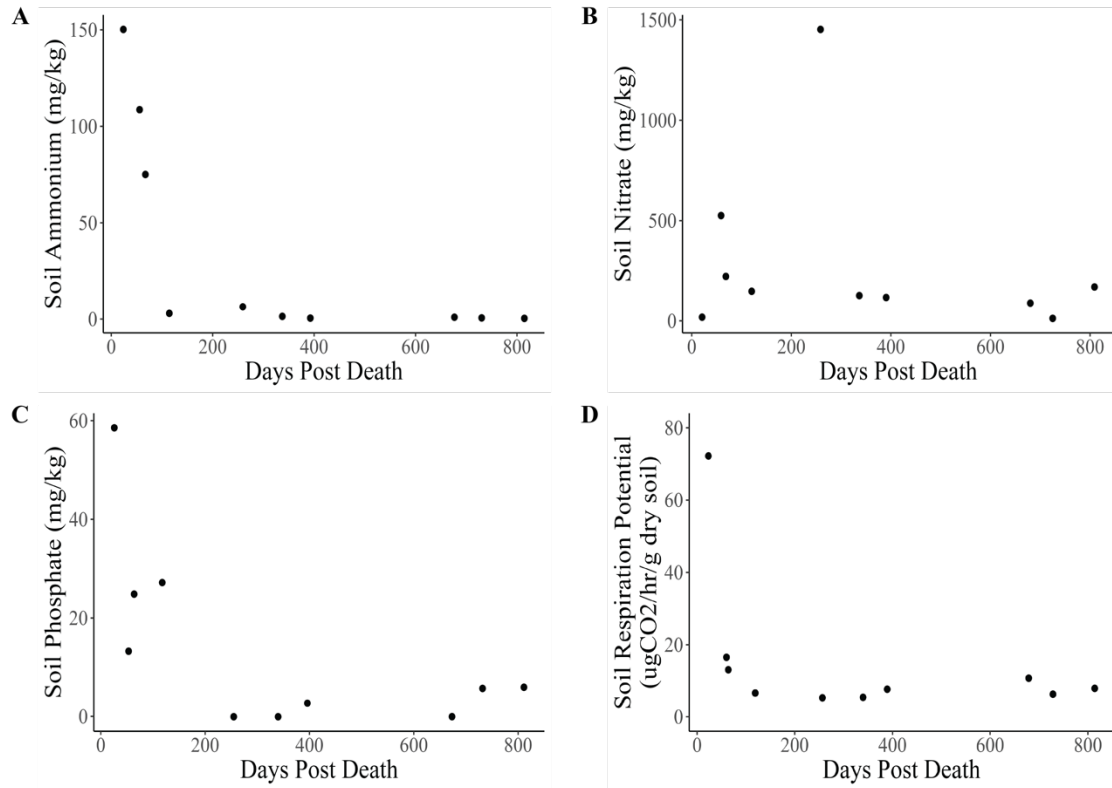 A
Soil Ammonium (mg/kg)
150
100
50
0
0 200 400 600 800
Days Post Death
B
Soil Nitrate (mg/kg)
1500
1000
500
0
0 200 400 600 800
Days Post Death
C
Soil Phosphate (mg/kg)
60
40
20
0
0 200 400 600 800
Days Post Death
D
Soil Respiration Potential
(ugCO2/hr/g dry soil)
80
60
40
20
0
0 200 400 600 800
Days Post Death